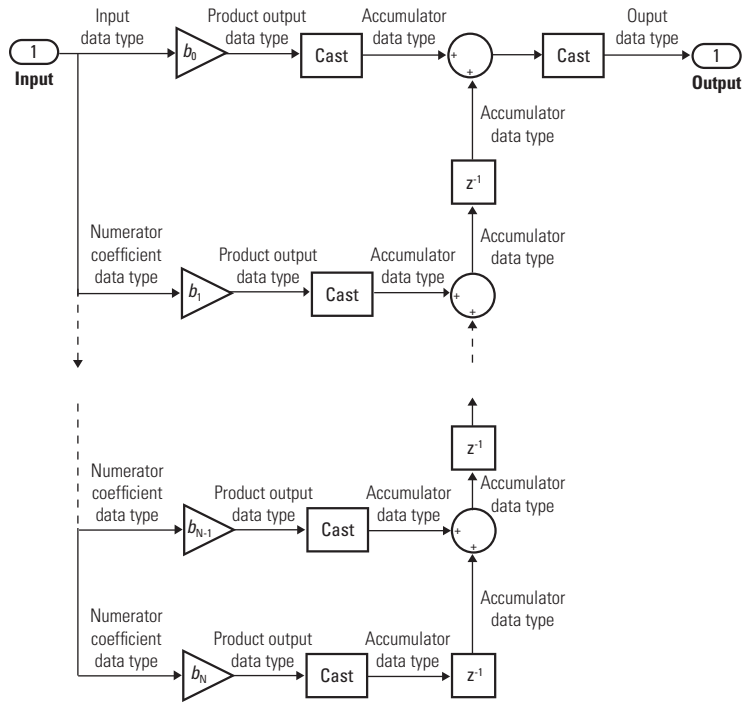 Input
data type
Product output
data type
Accumulator
data type
Ouput
data type
1
Input
b0
Cast
+
+
Cast
1
Output
Accumulator
data type
z-1
Accumulator
data type
Numerator
coefficient
data type
Product output
data type
Accumulator
data type
b1
Cast
+
+
z-1
Numerator
coefficient
data type
Product output
data type
Accumulator
data type
Accumulator
data type
bN-1
Cast
+
+
Accumulator
data type
Numerator
coefficient
data type
Product output
data type
Accumulator
data type
bN
Cast
z-1